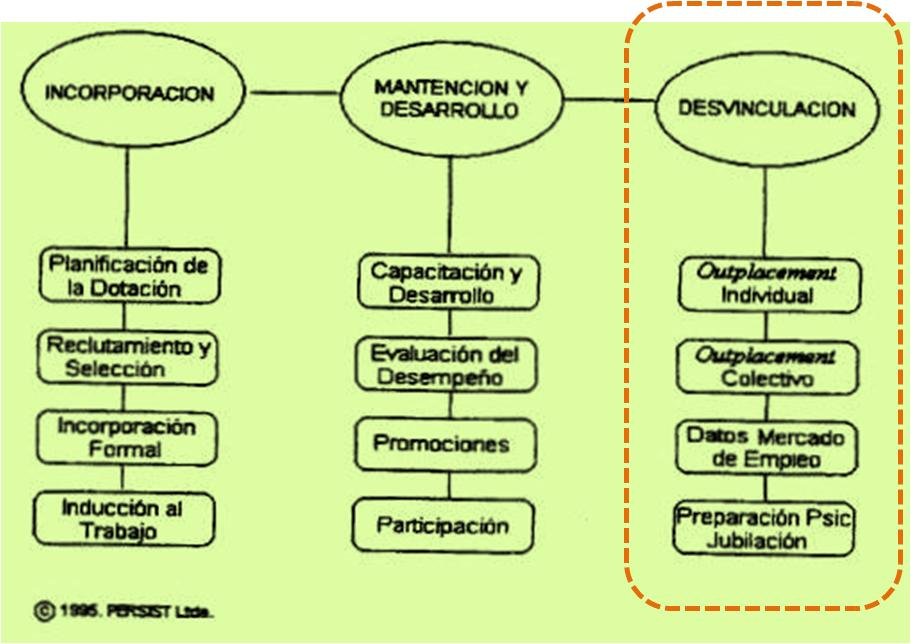 INCORPORACION
MANTENCION Y
DESARROLLO
DESVINCULACION
Planificación de
la Dotación
Reclutamiento y
Selección
Incorporación
Formal
Inducción al
Trabajo
Capacitación y
Desarrollo
Evaluación del
Desempeño
Promociones
Participación
Outplacement
Individual
Outplacement
Colectivo
Datos Mercado
de Empleo
Preparación Psic
Jubilación
© 1995. PERSIST Ltda.